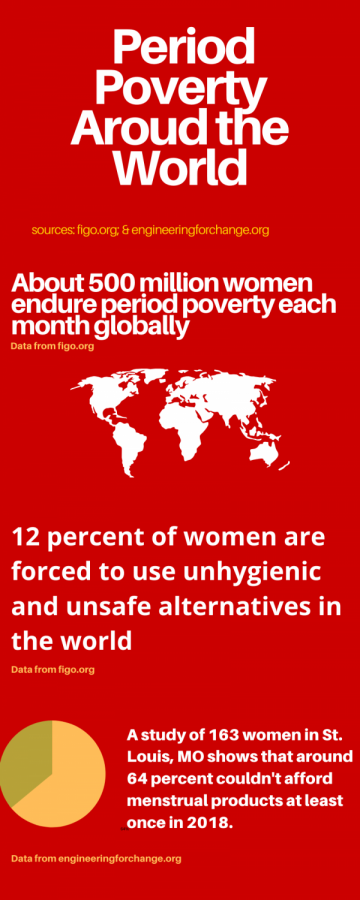 Period
Poverty
Aroud the
World
sources: figo.org; & engineeringforchange.org
About 500 million women
endure period poverty each
month globally
Data from figo.org
12 percent of women are
forced to use unhygienic
and unsafe alternatives in
the world
Data from figo.org
A study of 163 women in St.
Louis, MO shows that around
64 percent couldn't afford
menstrual products at least
once in 2018.
Data from engineeringforchange.org